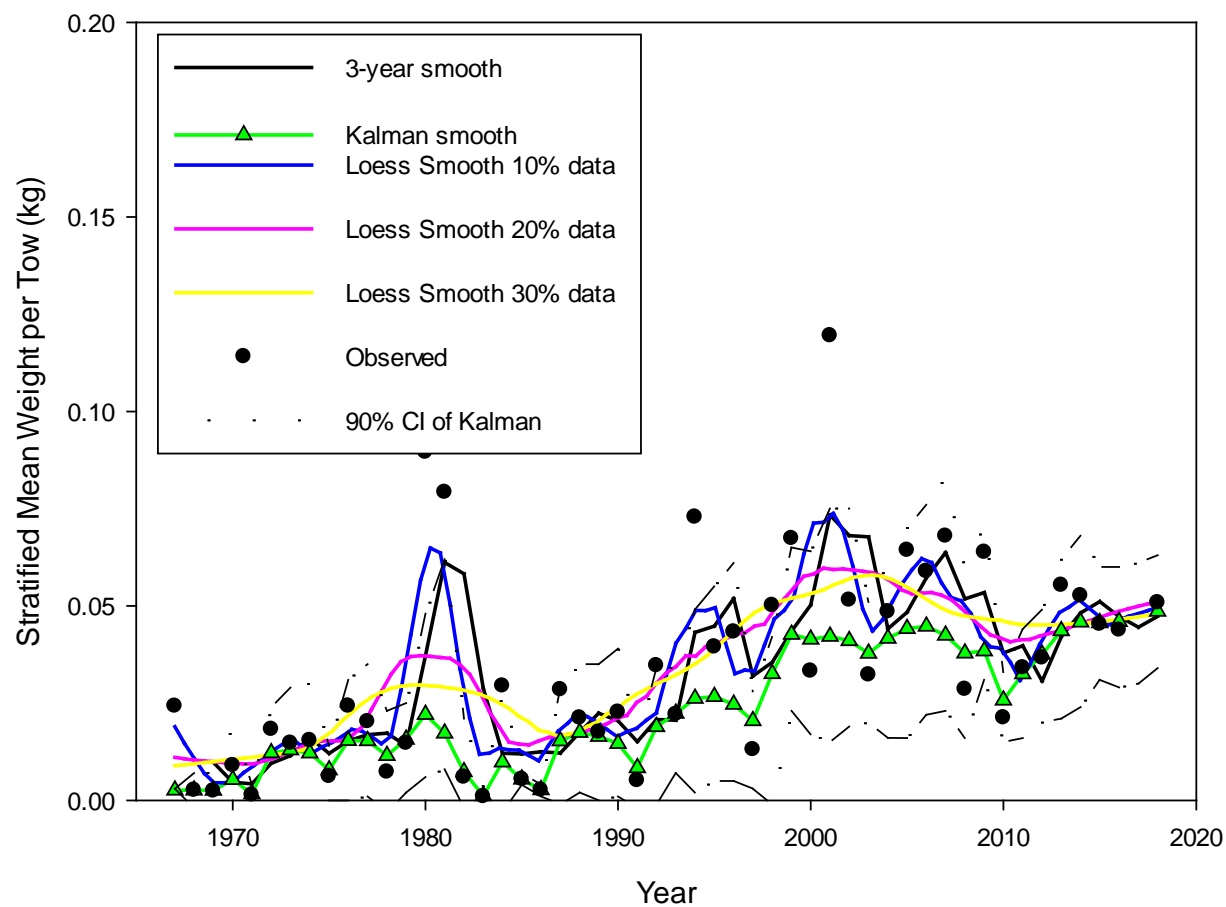 0.20
0.15
0.10
0.05
0.00
Stratified Mean Weight per Tow (kg)
3-year smooth
Kalman smooth
Loess Smooth 10% data
Loess Smooth 20% data
Loess Smooth 30% data
Observed
90% CI of Kalman
1970 1980 1990 2000 2010 2020
Year